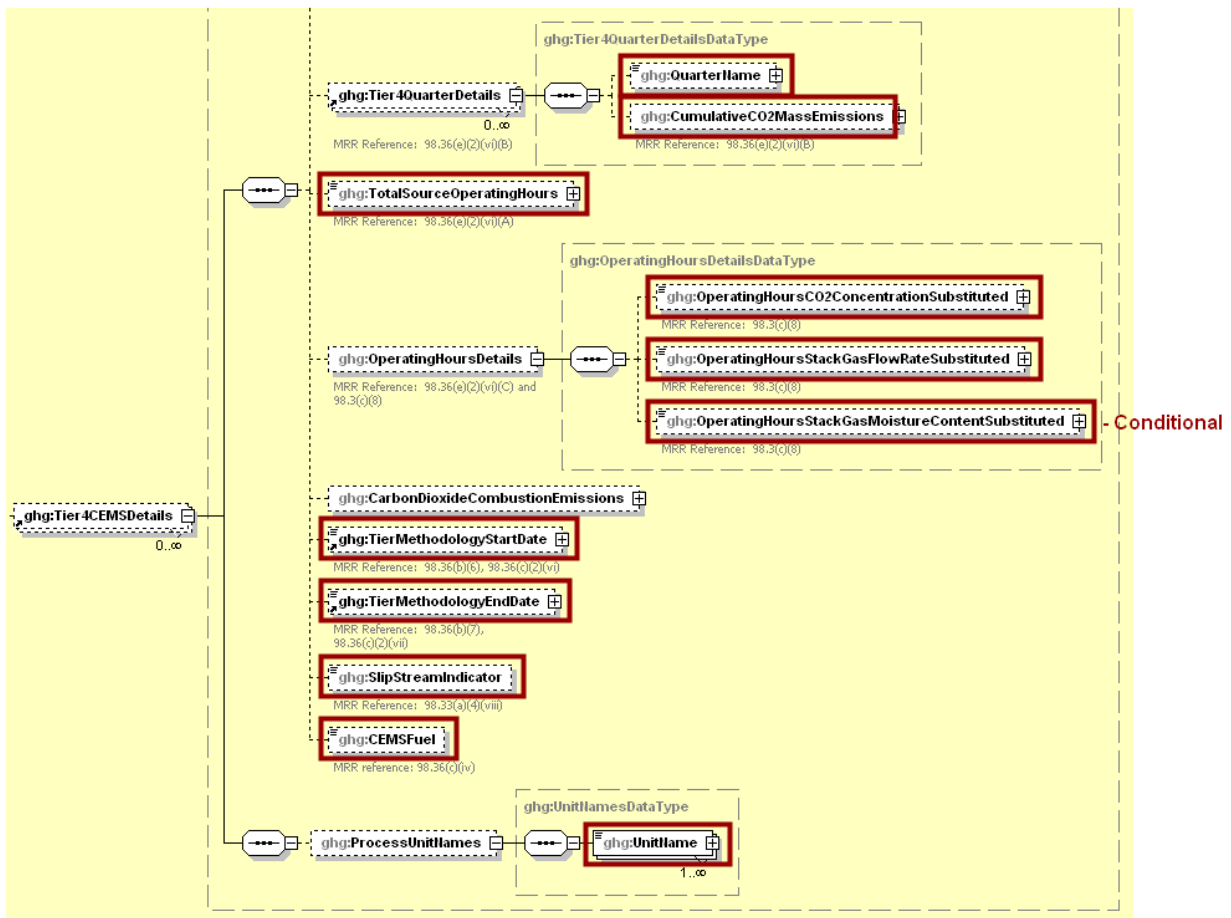 ghg:Tier4QuarterDetailsDataType
ghg:QuarterName
ghg:Tier4QuarterDetails
ghg:CumulativeCO2MassEmissions
0..∞
MRR Reference: 98.36(e)(2)(vi)(B)
MRR Reference: 98.36(e)(2)(vi)(B)
ghg:TotalSourceOperatingHours
MRR Reference: 98.36(e)(2)(vi)(A)
ghg:OperatingHoursDetailsDataType
ghg:OperatingHoursCO2ConcentrationSubstituted
MRR Reference: 98.3(c)(8)
ghg:OperatingHoursDetails
ghg:OperatingHoursStackGasFlowRateSubstituted
MRR Reference: 98.36(e)(2)(vi)(C) and
98.3(c)(8)
MRR Reference: 98.3(c)(8)
ghg:OperatingHoursStackGasMoistureContentSubstituted
- Conditional
MRR Reference: 98.3(c)(8)
ghg:CarbonDioxideCombustionEmissions
ghg:Tier4CEMSDetails
0..∞
ghg:TierMethodologyStartDate
MRR Reference: 98.36(b)(6), 98.36(c)(2)(vi)
ghg:TierMethodologyEndDate
MRR Reference: 98.36(b)(7),
98.36(c)(2)(vii)
ghg:SlipStreamIndicator
MRR Reference: 98.33(a)(4)(viii)
ghg:CEMSFuel
MRR reference: 98.36(c)(iv)
ghg:UnitNamesDataType
ghg:ProcessUnitNames
ghg:UnitName
1..∞